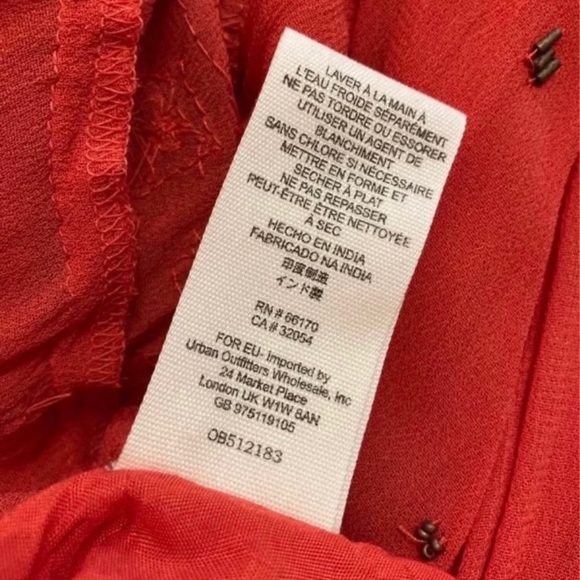 LAVER À LA MAIN À
L'EAU FROIDE SÉPARÉMENT
NE PAS TORDRE OU ESSORER
UTILISER UN AGENT DE
BLANCHIMENT
SANS CHLORE SI NÉCESSAIRE
METTRE EN FORME ET
SECHER À PLAT
NE PAS REPASSER
PEUT-ÊTRE ÊTRE NETTOYÉE
À SEC
HECHO EN INDIA
FABRICADO NA INDIA
印度制造
インド製
RN # 66170
CA # 32054
FOR EU- Imported by
Urban Outfitters Wholesale, Inc
24 Market Place
London UK W1W 8AN
GB 975119105
OB512183